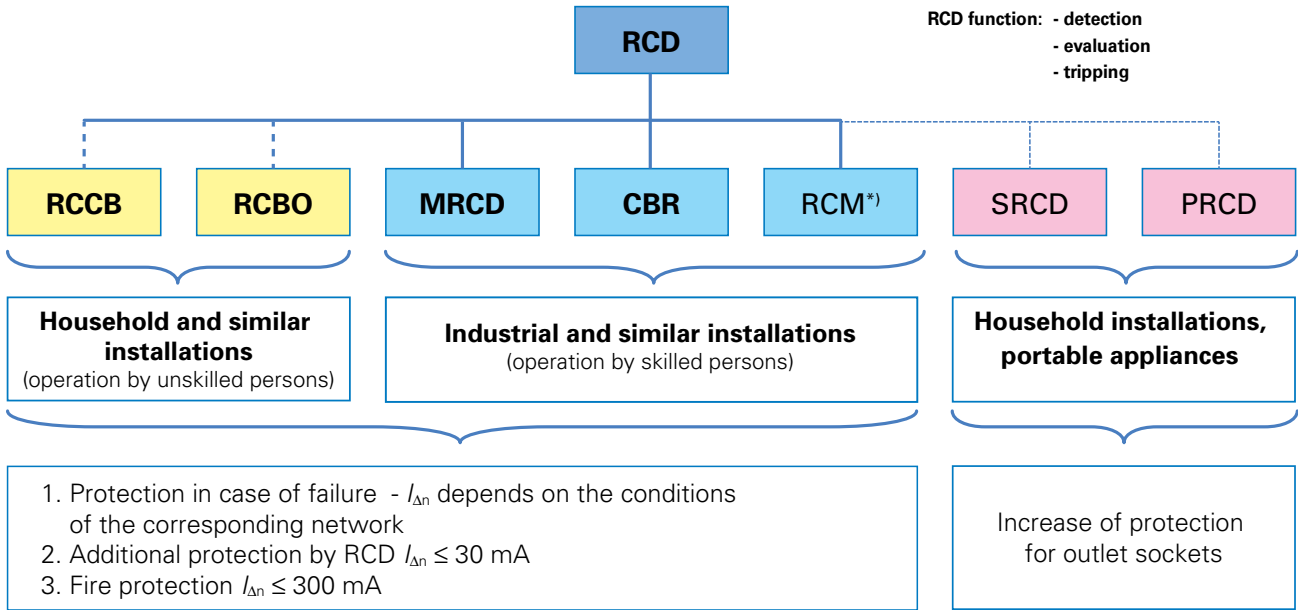 RCD
RCD function: - detection
- evaluation
- tripping
RCCB
RCBO
MRCD
CBR
RCM*)
SRCD
PRCD
Household and similar
installations
(operation by unskilled persons)
Industrial and similar installations
(operation by skilled persons)
Household installations,
portable appliances
1. Protection in case of failure - IΔn depends on the conditions
of the corresponding network
2. Additional protection by RCD IΔn ≤ 30 mA
3. Fire protection IΔn ≤ 300 mA
Increase of protection
for outlet sockets